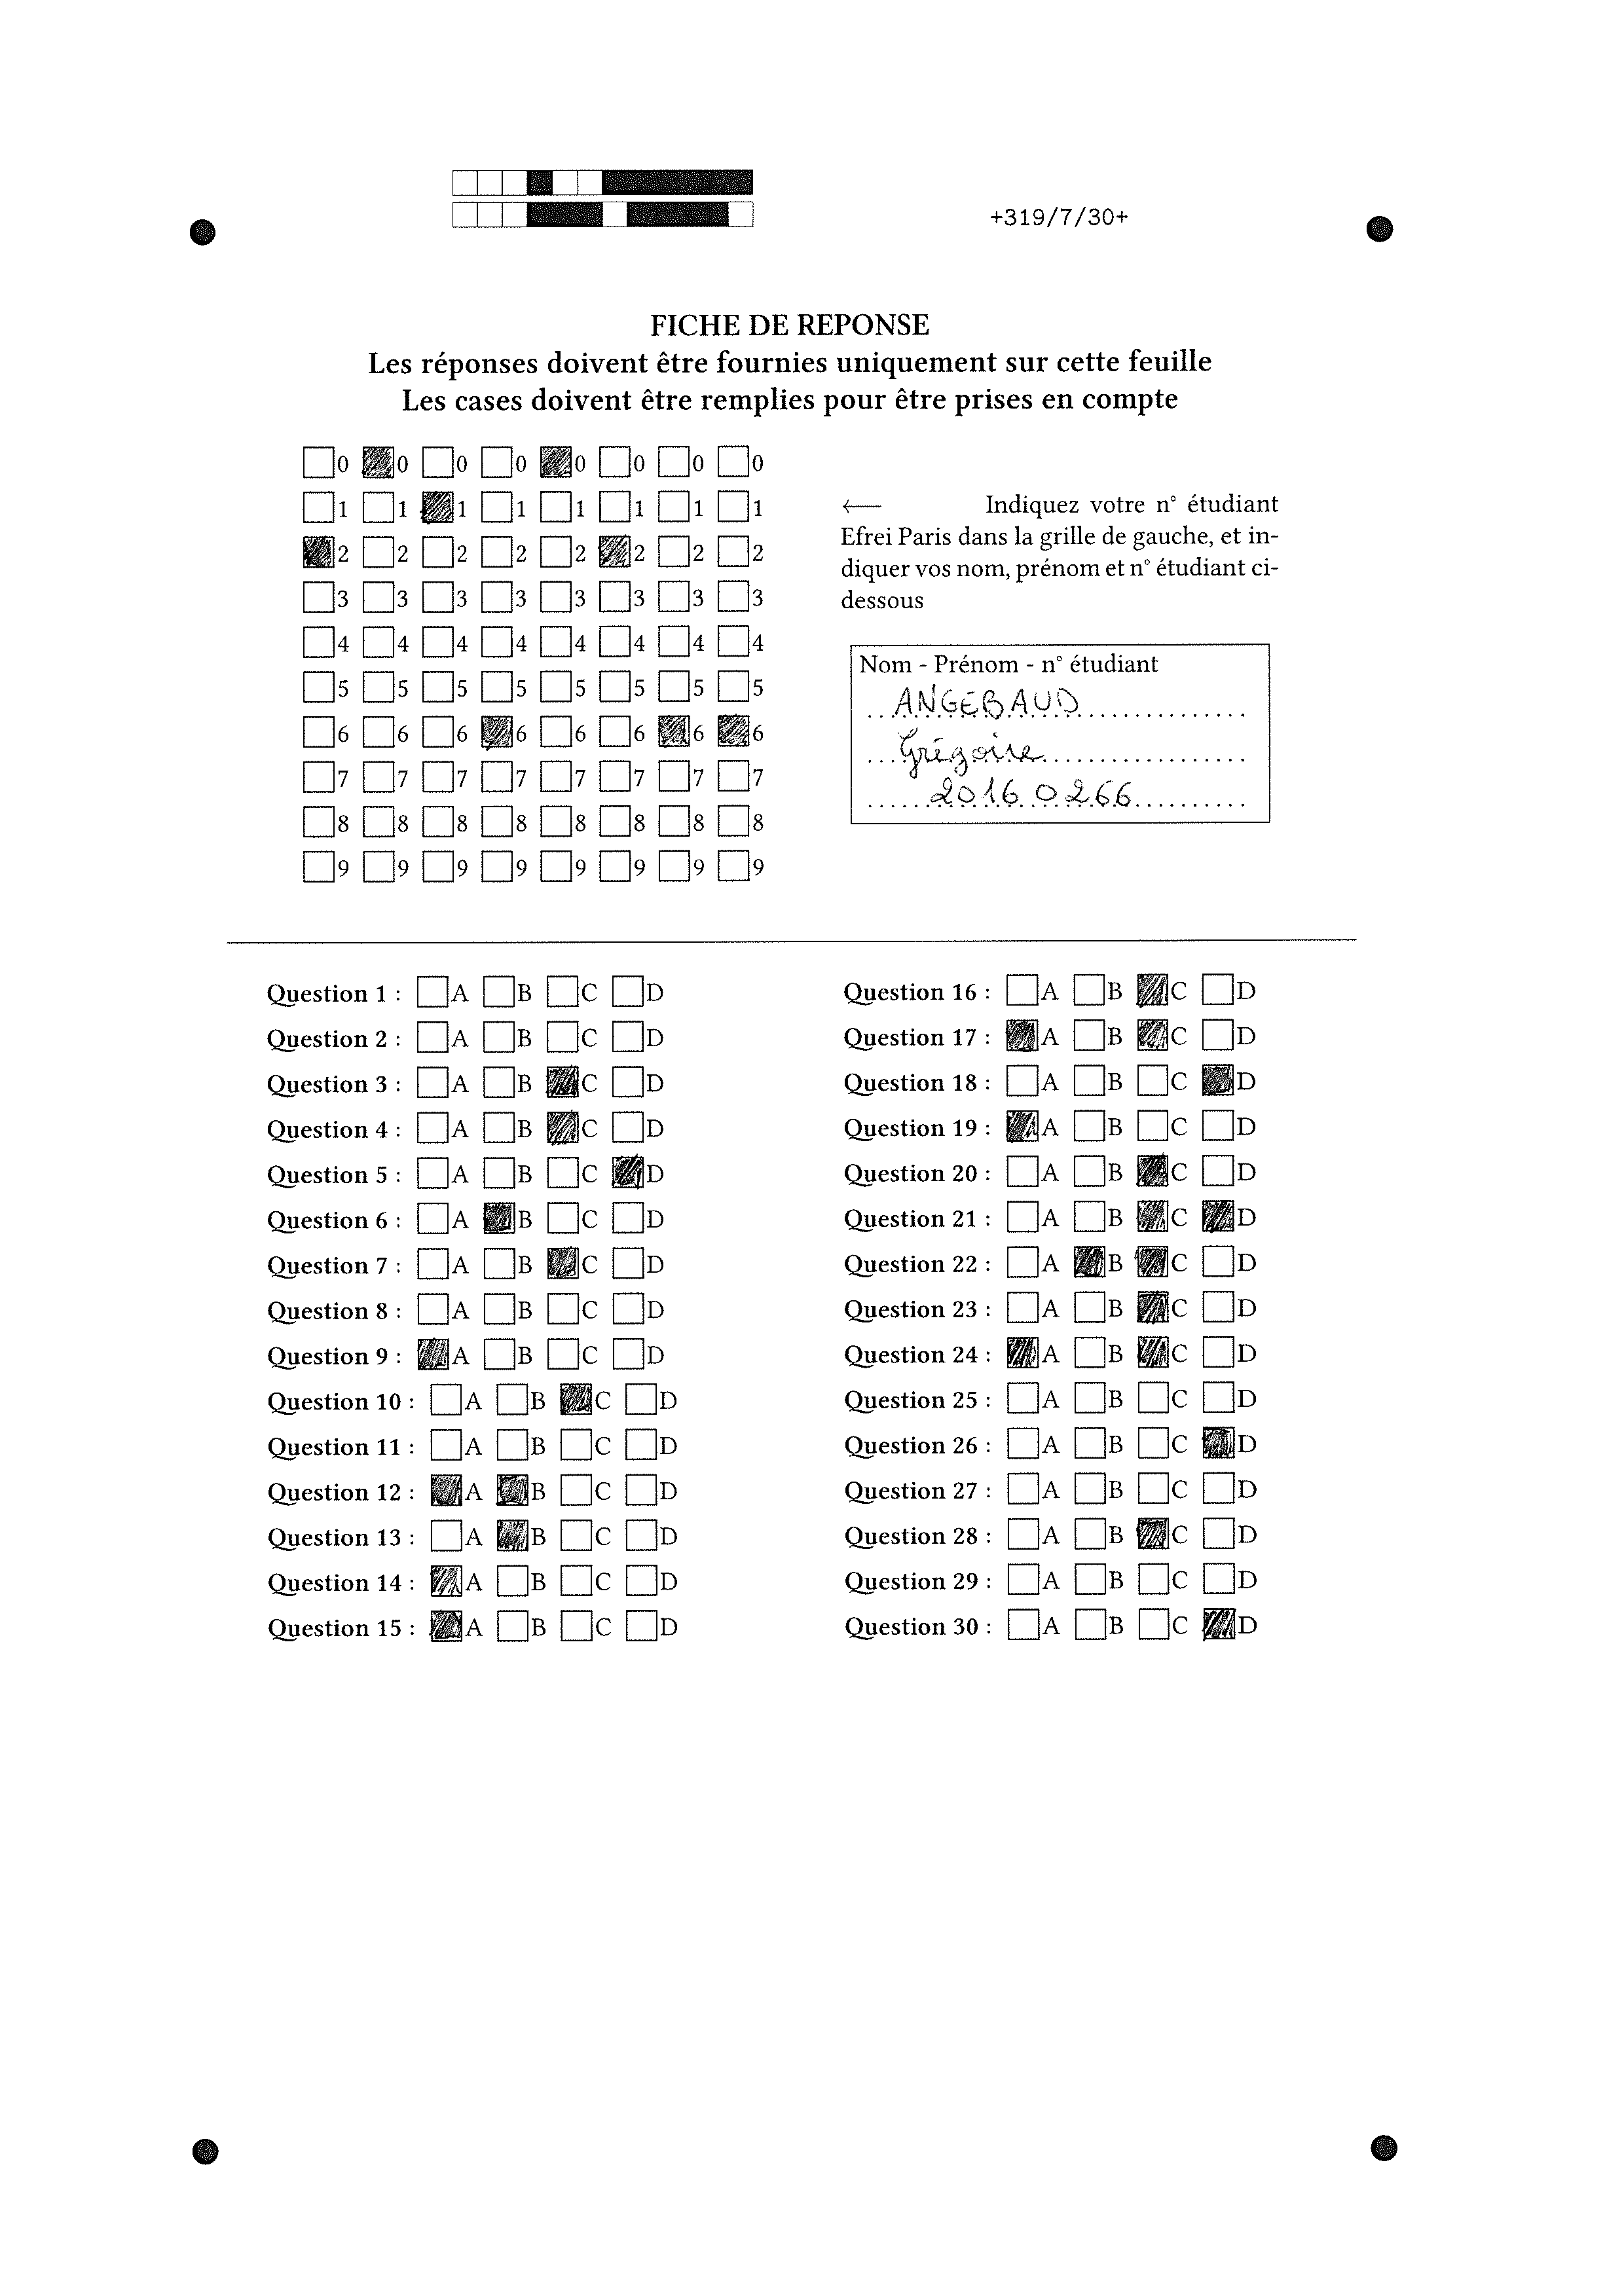 +319/7/30+
FICHE DE REPONSE
Les réponses doivent être fournies uniquement sur cette feuille
Les cases doivent être remplies pour être prises en compte
0 0 0 0 0 0 0 0
1 1 1 1 1 1 1 1
2 2 2 2 2 2 2 2
3 3 3 3 3 3 3 3
4 4 4 4 4 4 4 4
5 5 5 5 5 5 5 5
6 6 6 6 6 6 6 6
7 7 7 7 7 7 7 7
8 8 8 8 8 8 8 8
9 9 9 9 9 9 9 9
← Indiquez votre n° étudiant
Efrei Paris dans la grille de gauche, et in-
diquer vos nom, prénom et n° étudiant ci-
dessous
Nom - Prénom - n° étudiant
ANGEBAUD
Grégoire
20160266
Question 1 : A B C D
Question 2 : A B C D
Question 3 : A B C D
Question 4 : A B C D
Question 5 : A B C D
Question 6 : A B C D
Question 7 : A B C D
Question 8 : A B C D
Question 9 : A B C D
Question 10 : A B C D
Question 11 : A B C D
Question 12 : A B C D
Question 13 : A B C D
Question 14 : A B C D
Question 15 : A B C D
Question 16 : A B C D
Question 17 : A B C D
Question 18 : A B C D
Question 19 : A B C D
Question 20 : A B C D
Question 21 : A B C D
Question 22 : A B C D
Question 23 : A B C D
Question 24 : A B C D
Question 25 : A B C D
Question 26 : A B C D
Question 27 : A B C D
Question 28 : A B C D
Question 29 : A B C D
Question 30 : A B C D